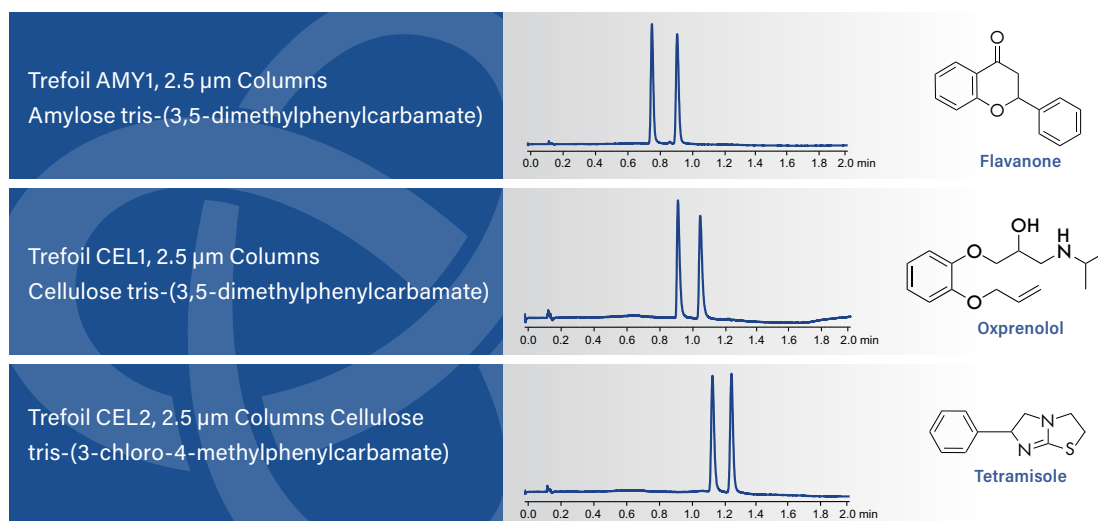 Trefoil AMY1, 2.5 µm Columns
Amylose tris-(3,5-dimethylphenylcarbamate)
0.0 0.2 0.4 0.6 0.8 1.0 1.2 1.4 1.6 1.8 2.0 min
O
O
Flavanone
Trefoil CEL1, 2.5 µm Columns
Cellulose tris-(3,5-dimethylphenylcarbamate)
0.0 0.2 0.4 0.6 0.8 1.0 1.2 1.4 1.6 1.8 2.0 min
OH
H
O N
O
Oxprenolol
Trefoil CEL2, 2.5 µm Columns Cellulose
tris-(3-chloro-4-methylphenylcarbamate)
0.0 0.2 0.4 0.6 0.8 1.0 1.2 1.4 1.6 1.8 2.0 min
N
N S
Tetramisole